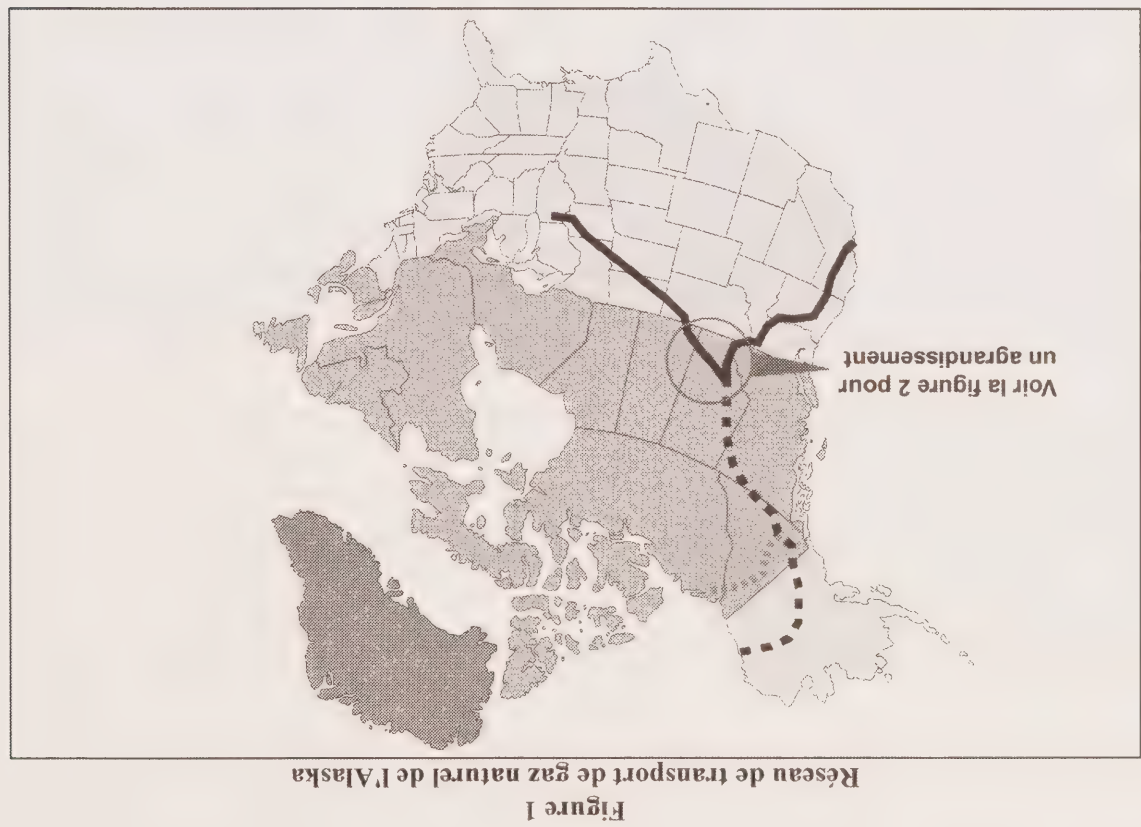 Figure 1
Réseau de transport de gaz naturel de l'Alaska
Voir la figure 2 pour
un agrandissement